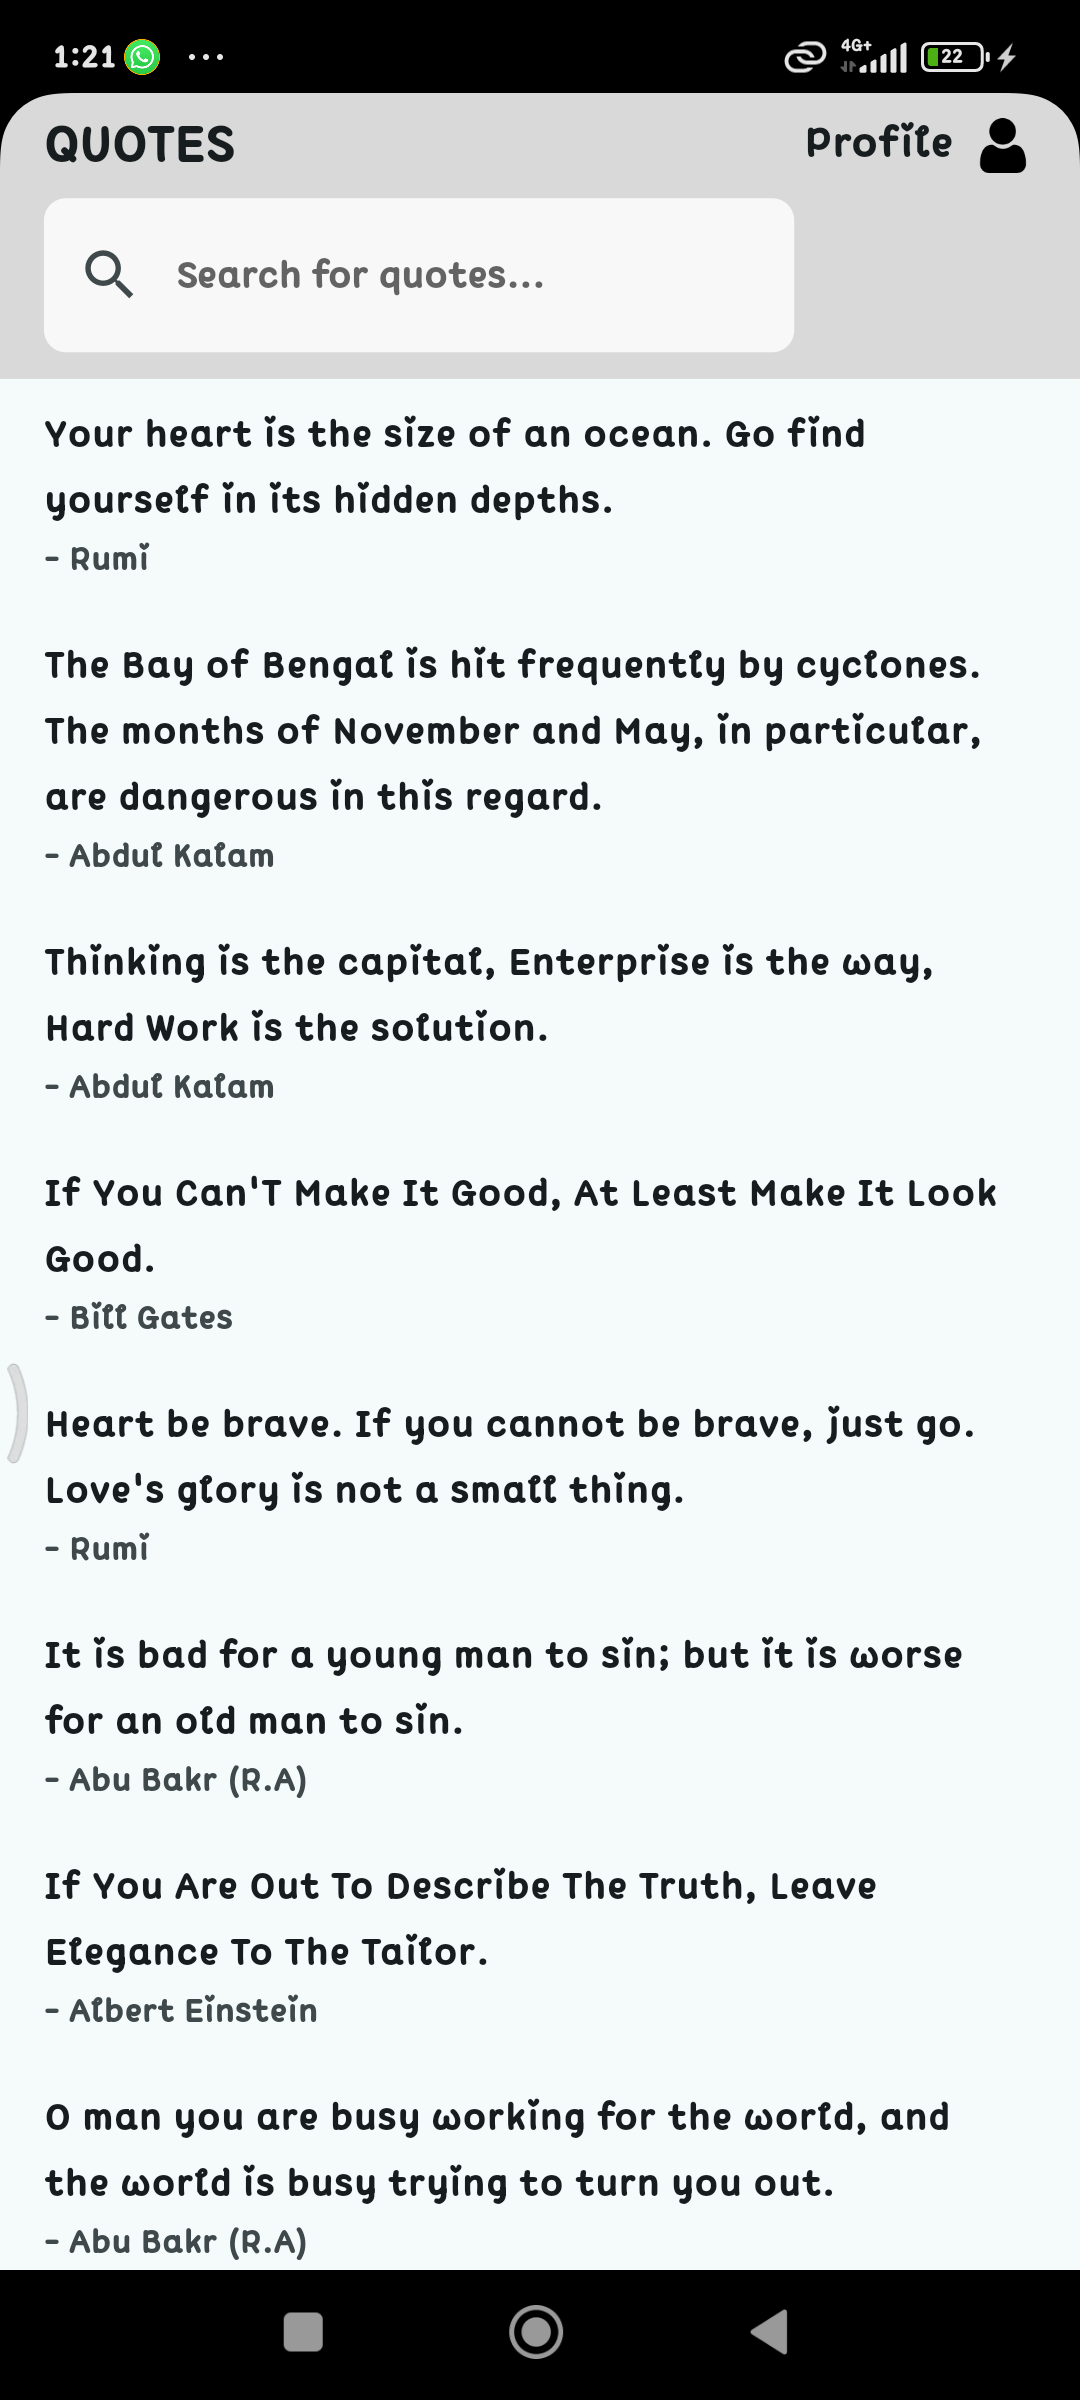 1:21
4G+
22
QUOTES
Profile
Search for quotes...
Your heart is the size of an ocean. Go find
yourself in its hidden depths.
- Rumi
The Bay of Bengal is hit frequently by cyclones.
The months of November and May, in particular,
are dangerous in this regard.
- Abdul Kalam
Thinking is the capital, Enterprise is the way,
Hard Work is the solution.
- Abdul Kalam
If You Can'T Make It Good, At Least Make It Look
Good.
- Bill Gates
Heart be brave. If you cannot be brave, just go.
Love's glory is not a small thing.
- Rumi
It is bad for a young man to sin; but it is worse
for an old man to sin.
- Abu Bakr (R.A)
If You Are Out To Describe The Truth, Leave
Elegance To The Tailor.
- Albert Einstein
O man you are busy working for the world, and
the world is busy trying to turn you out.
- Abu Bakr (R.A)